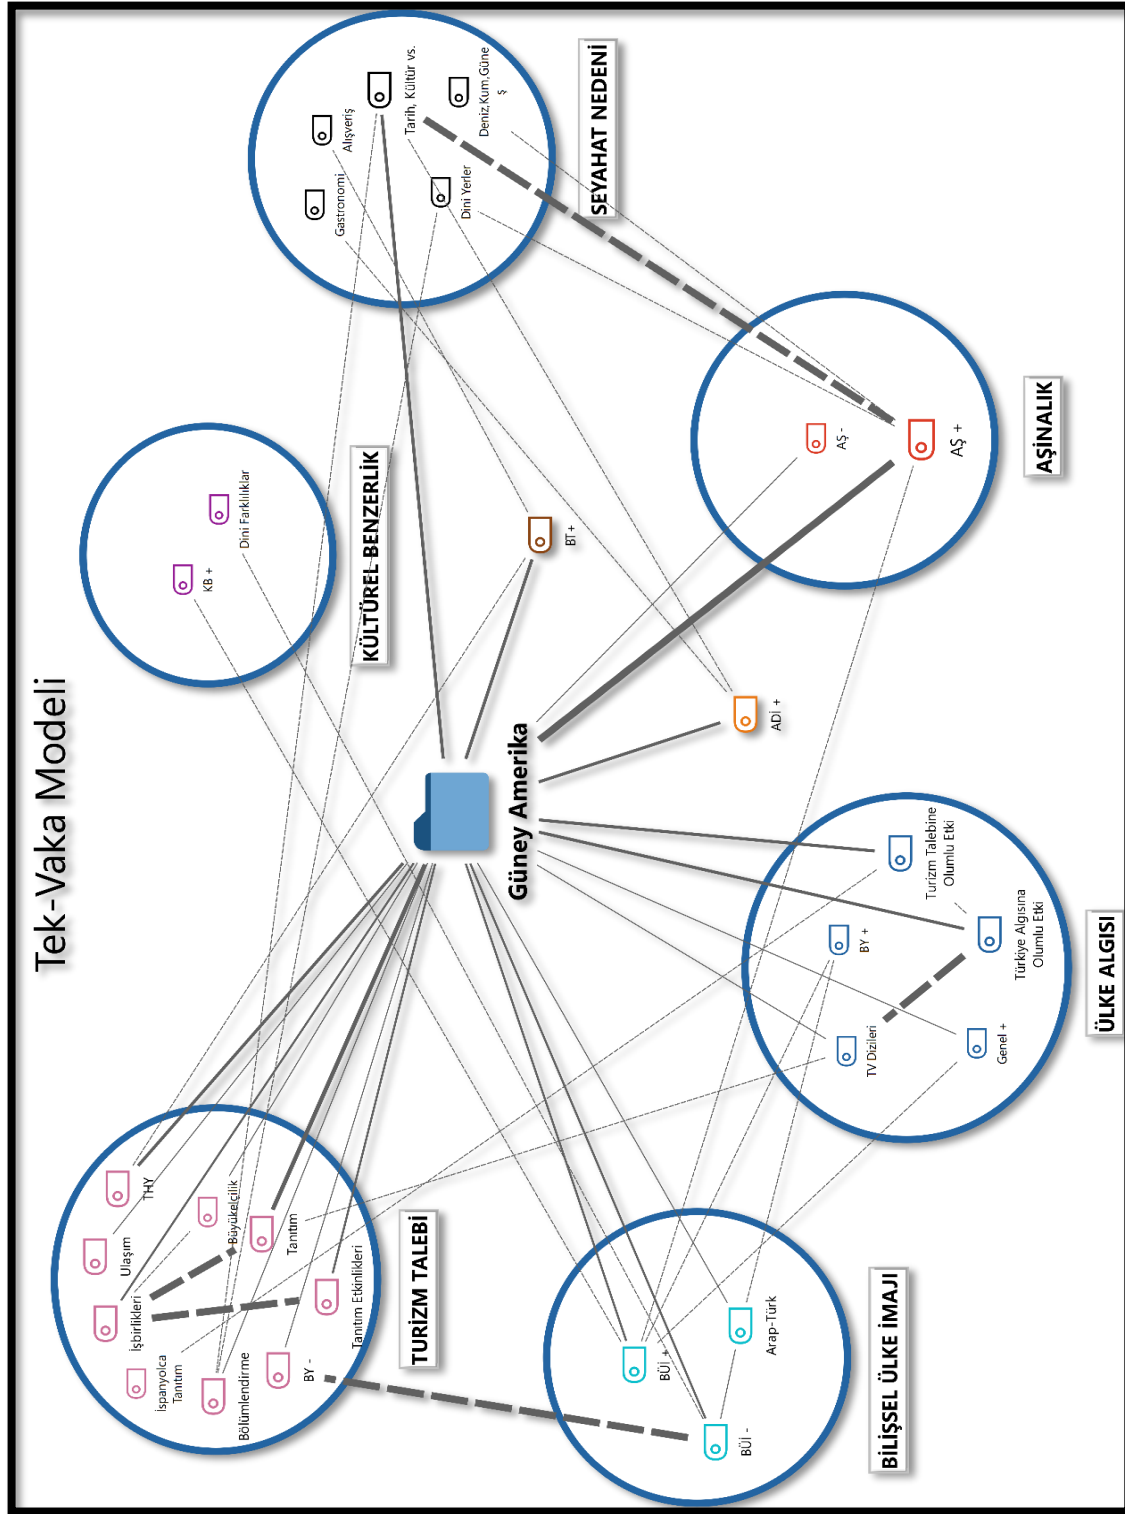 Tek-Vaka Modeli
TURİZM TALEBİ
THY
Ulaşım
İşbirlikleri
İspanyolca
Tanıtım
Bölümlendirme
Büyükelçilik
Tanıtım
Tanıtım Etkinlikleri
BY -
KÜLTÜREL BENZERLİK
KB +
Dini Farklılıklar
SEYAHAT NEDENİ
Gastronomi
Alışveriş
Tarih, Kültür vs.
Dini Yerler
Deniz,Kum,Güne
ş
Güney Amerika
BT+
ADİ +
BİLİŞSEL ÜLKE İMAJI
BÜİ +
BÜİ -
Arap-Türk
ÜLKE ALGISI
TV Dizileri
BY +
Genel +
Turizm Talebine
Olumlu Etki
Türkiye Algısına
Olumlu Etki
AŞİNALIK
AŞ -
AŞ +